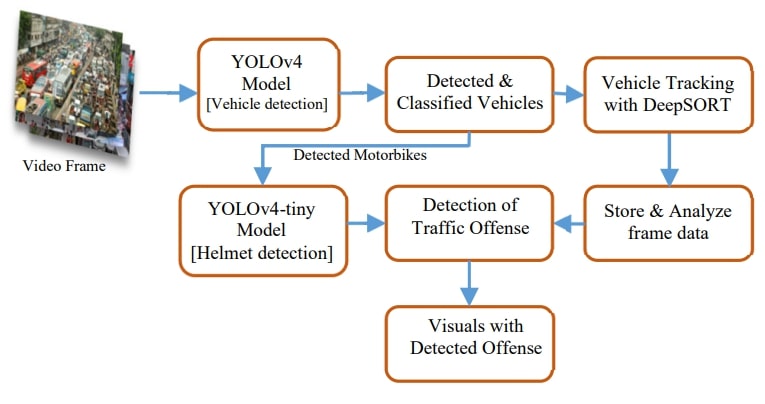 Video Frame
YOLOv4
Model
[Vehicle detection]
Detected &
Classified Vehicles
Vehicle Tracking
with DeepSORT
Detected Motorbikes
YOLOv4-tiny
Model
[Helmet detection]
Detection of
Traffic Offense
Store & Analyze
frame data
Visuals with
Detected Offense